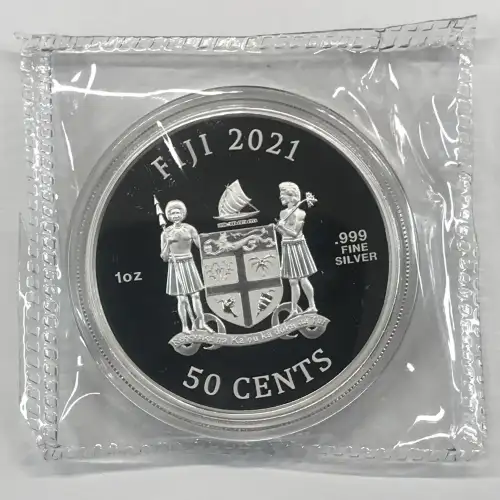 FIJI 2021
1oz
.999
FINE
SILVER
50 CENTS